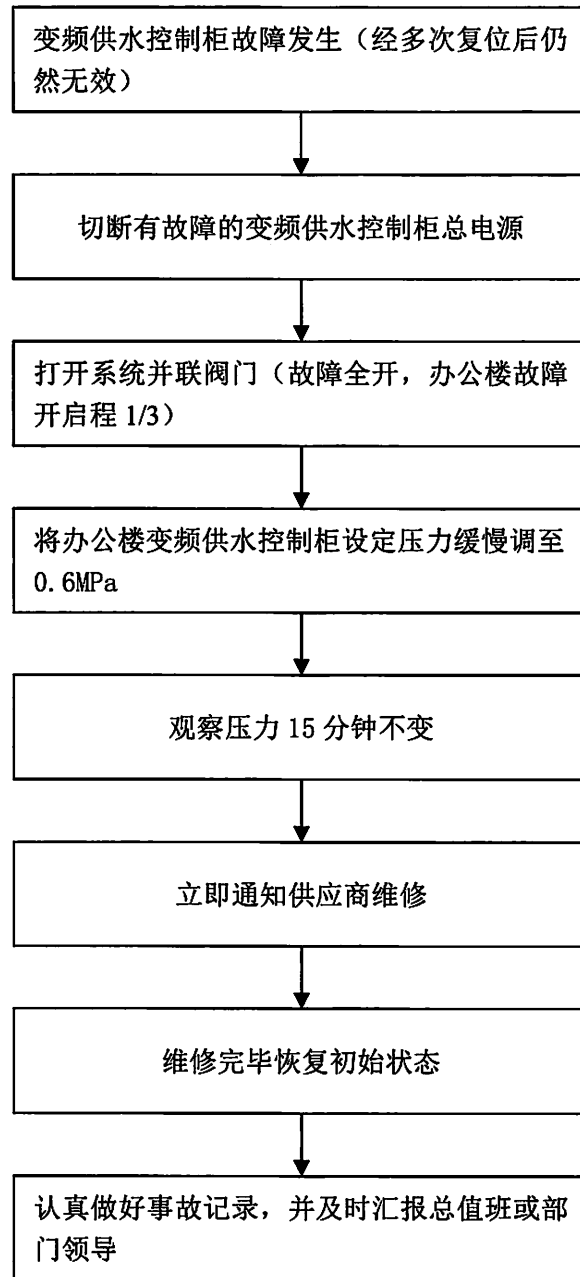 变频供水控制柜故障发生（经多次复位后仍
然无效）
切断有故障的变频供水控制柜总电源
打开系统并联阀门（故障全开，办公楼故障
开启程 1/3）
将办公楼变频供水控制柜设定压力缓慢调至
0.6MPa
观察压力 15 分钟不变
立即通知供应商维修
维修完毕恢复初始状态
认真做好事故记录，并及时汇报总值班或部
门领导